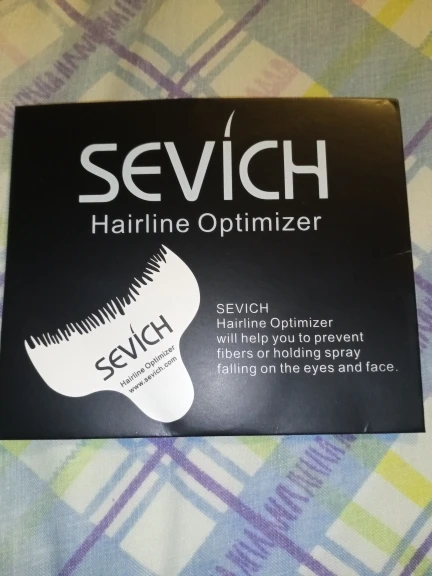 SEVICH
Hairline Optimizer
SEVICH
Hairline Optimizer
www.sevich.com
SEVICH
Hairline Optimizer
will help you to prevent
fibers or holding spray
falling on the eyes and face.